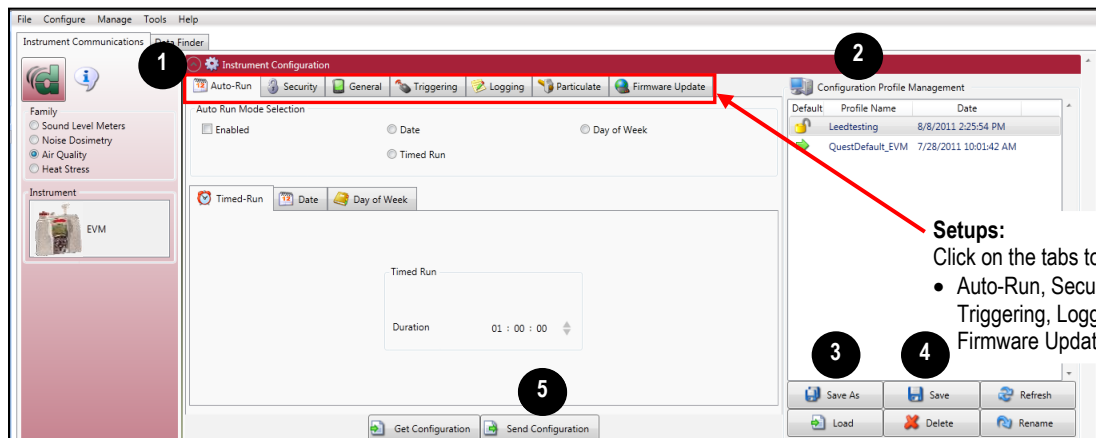 File Configure Manage Tools Help
Instrument Communications Data Finder
1
Instrument Configuration
2
Auto-Run Security General Triggering Logging Particulate Firmware Update
Configuration Profile Management
Family
Sound Level Meters
Noise Dosimetry
Air Quality
Heat Stress
Instrument
EVM
Auto Run Mode Selection
Enabled Date Day of Week
Timed Run
Timed-Run Date Day of Week
Timed Run
Duration 01 : 00 : 00
Default Profile Name Date
Leedtesting 8/8/2011 2:25:54 PM
QuestDefault_EVM 7/28/2011 10:01:42 AM
Setups:
Click on the tabs to
• Auto-Run, Secu
Triggering, Logg
Firmware Updat
3
4
5
Save As Save Refresh
Load Delete Rename
Get Configuration Send Configuration